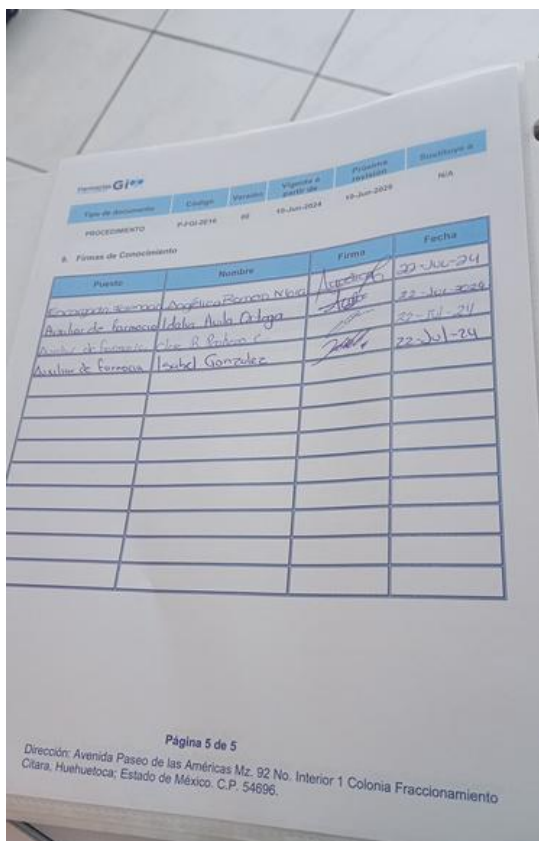 Farmacias Gi
Tipo de documento Código Versión Vigente a partir de Próxima revisión Sustituye a
PROCEDIMIENTO P-FGI-2016 00 10-Jun-2024 10-Jun-2026 N/A
9. Firmas de Conocimiento
Puesto Nombre Firma Fecha
Angélica Romero 22-JUL-24
Auxiliar de farmacia Idalia Avila Ortega 22-Jul-2024
Auxiliar de farmacia 22-Jul-24
Auxiliar de farmacia Isabel Gonzalez 22-Jul-24
Página 5 de 5
Dirección: Avenida Paseo de las Américas Mz. 92 No. Interior 1 Colonia Fraccionamiento
Citara, Huehuetoca; Estado de México. C.P. 54696.